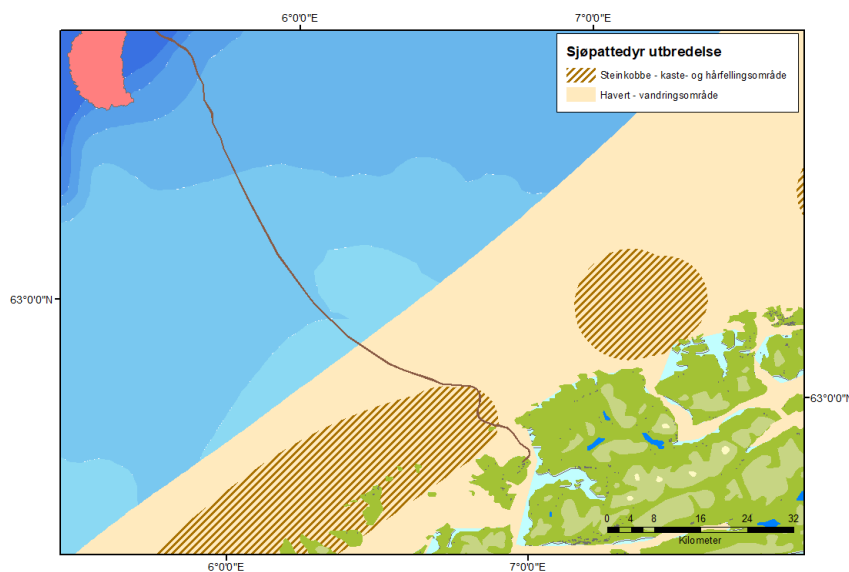 6°0'0"E 7°0'0"E
Sjøpattedyr utbredelse
Steinkobbe - kaste- og hårfellingsområde
Havert - vandringsområde
63°0'0"N
63°0'0"N
0 4 8 16 24 32
Kilometer
6°0'0"E 7°0'0"E